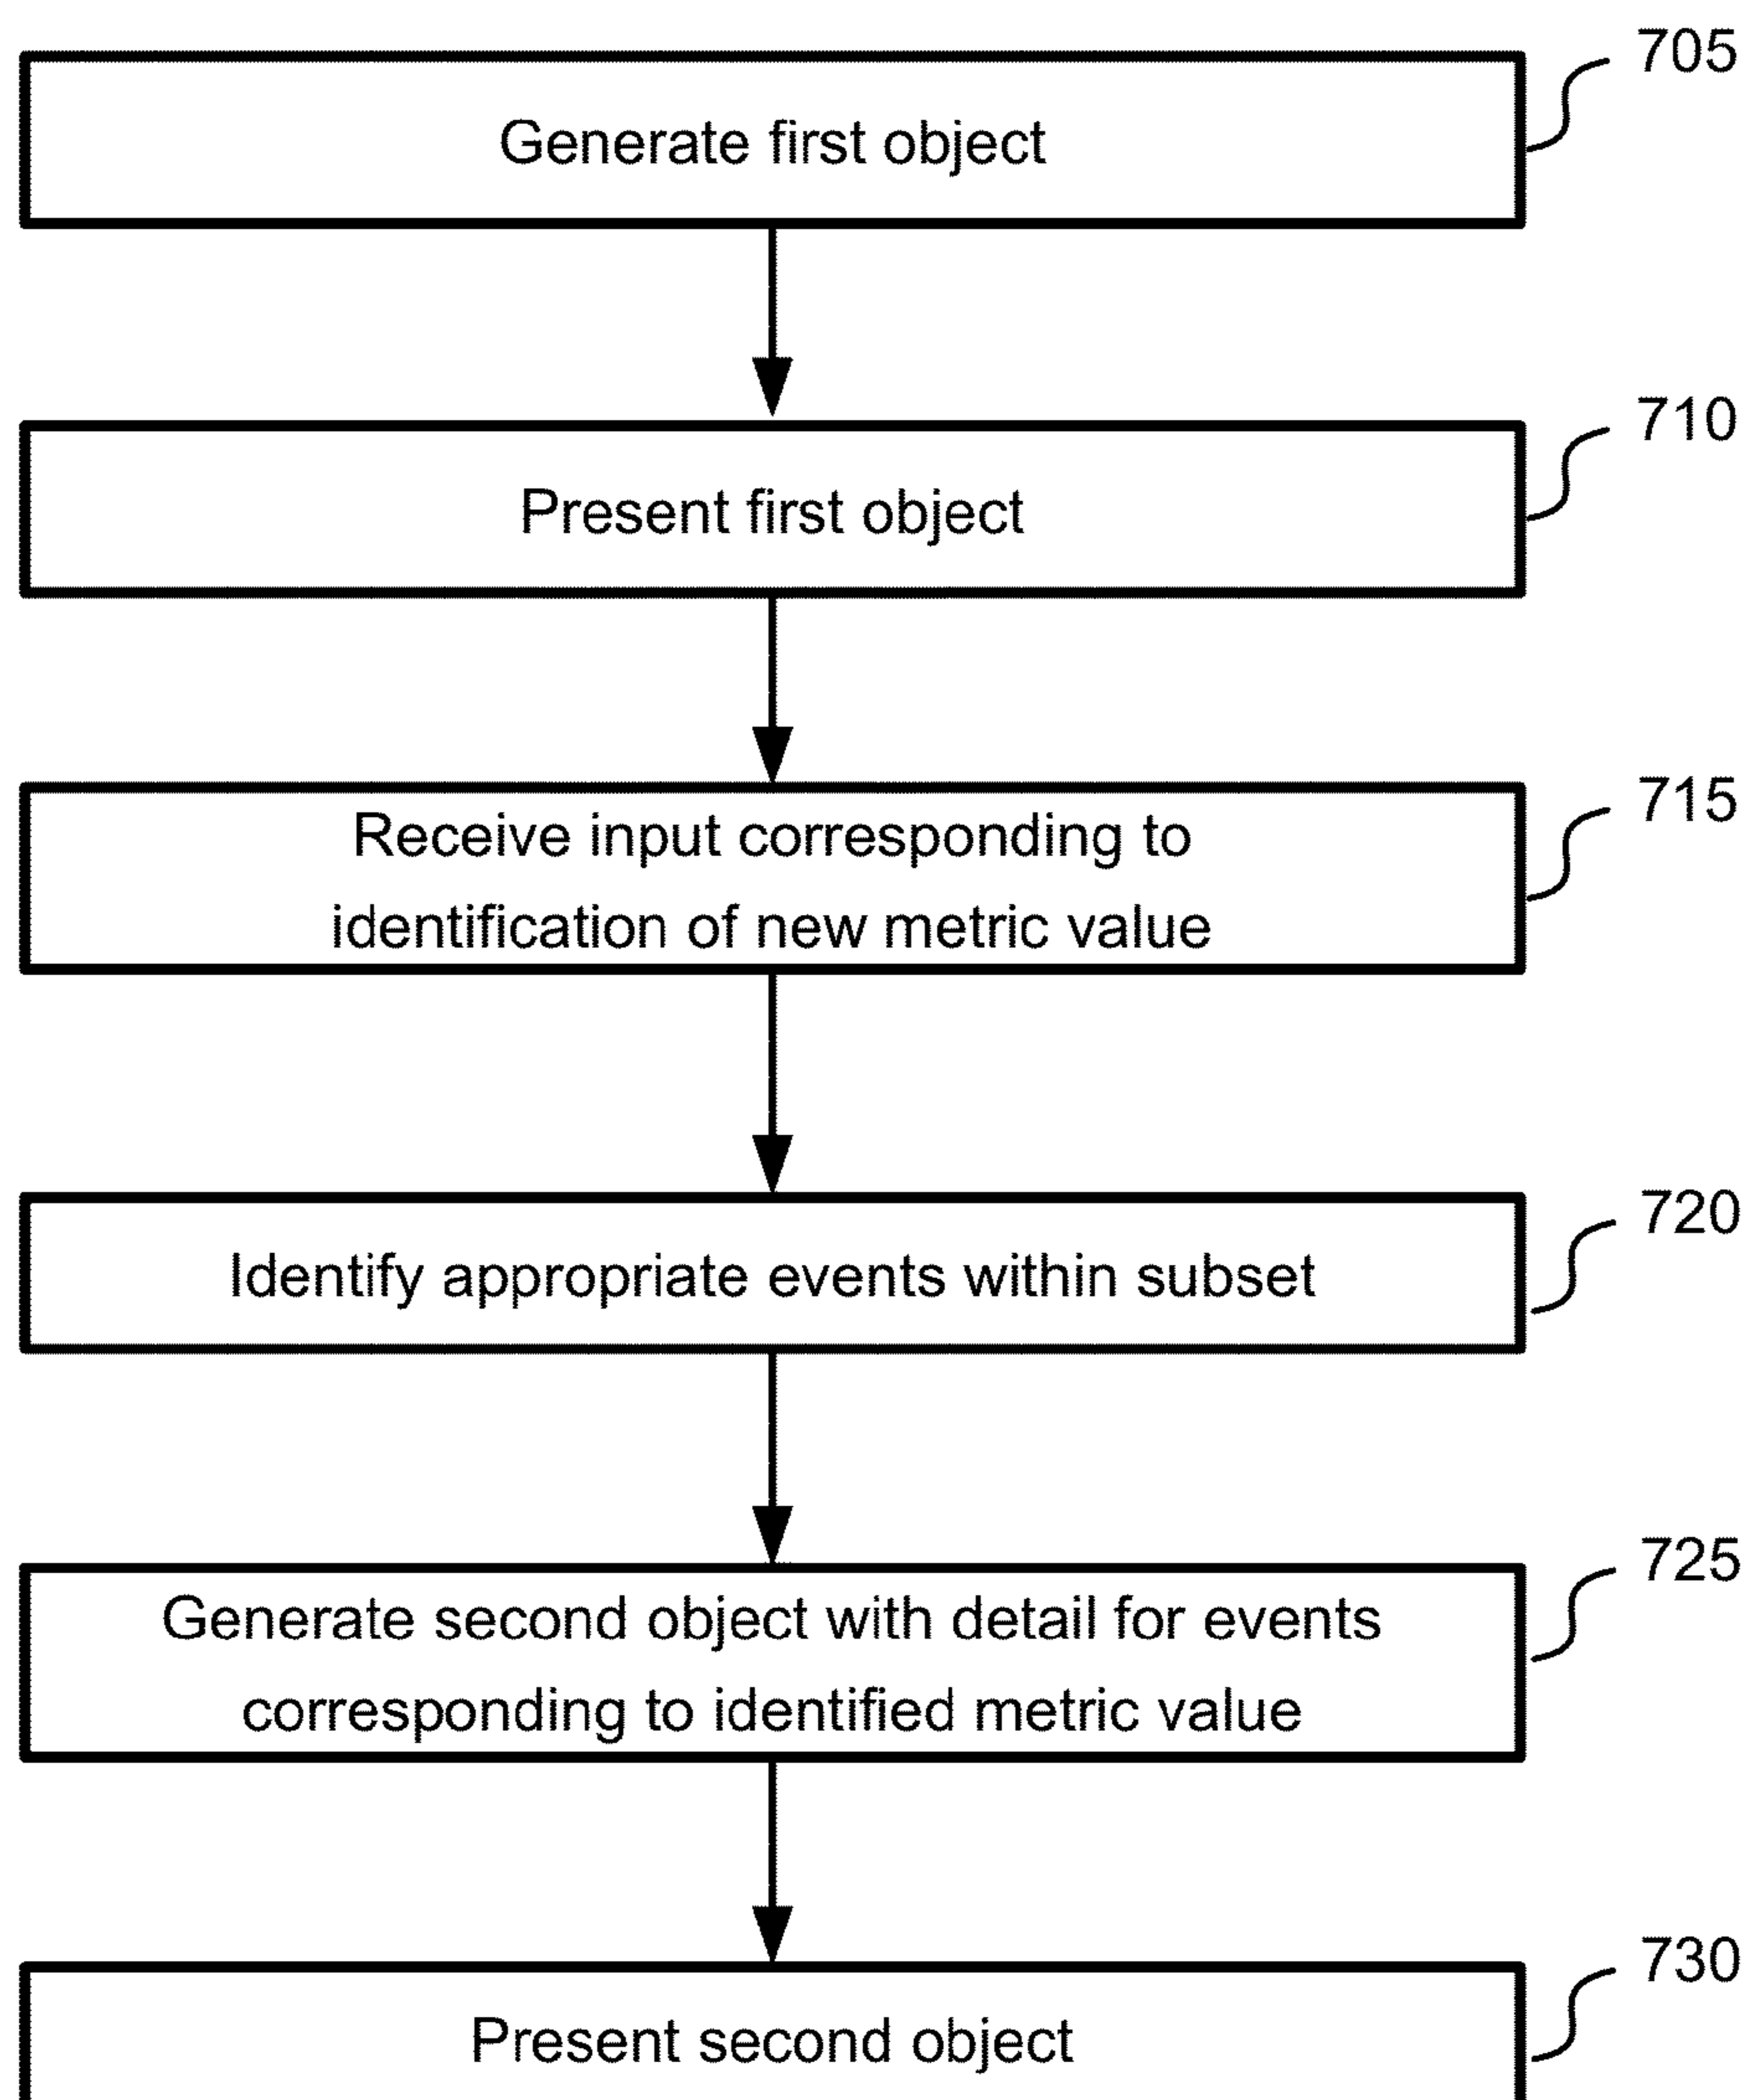 705
Generate first object
710
Present first object
715
Receive input corresponding to
identification of new metric value
720
Identify appropriate events within subset
725
Generate second object with detail for events
corresponding to identified metric value
730
Present second object